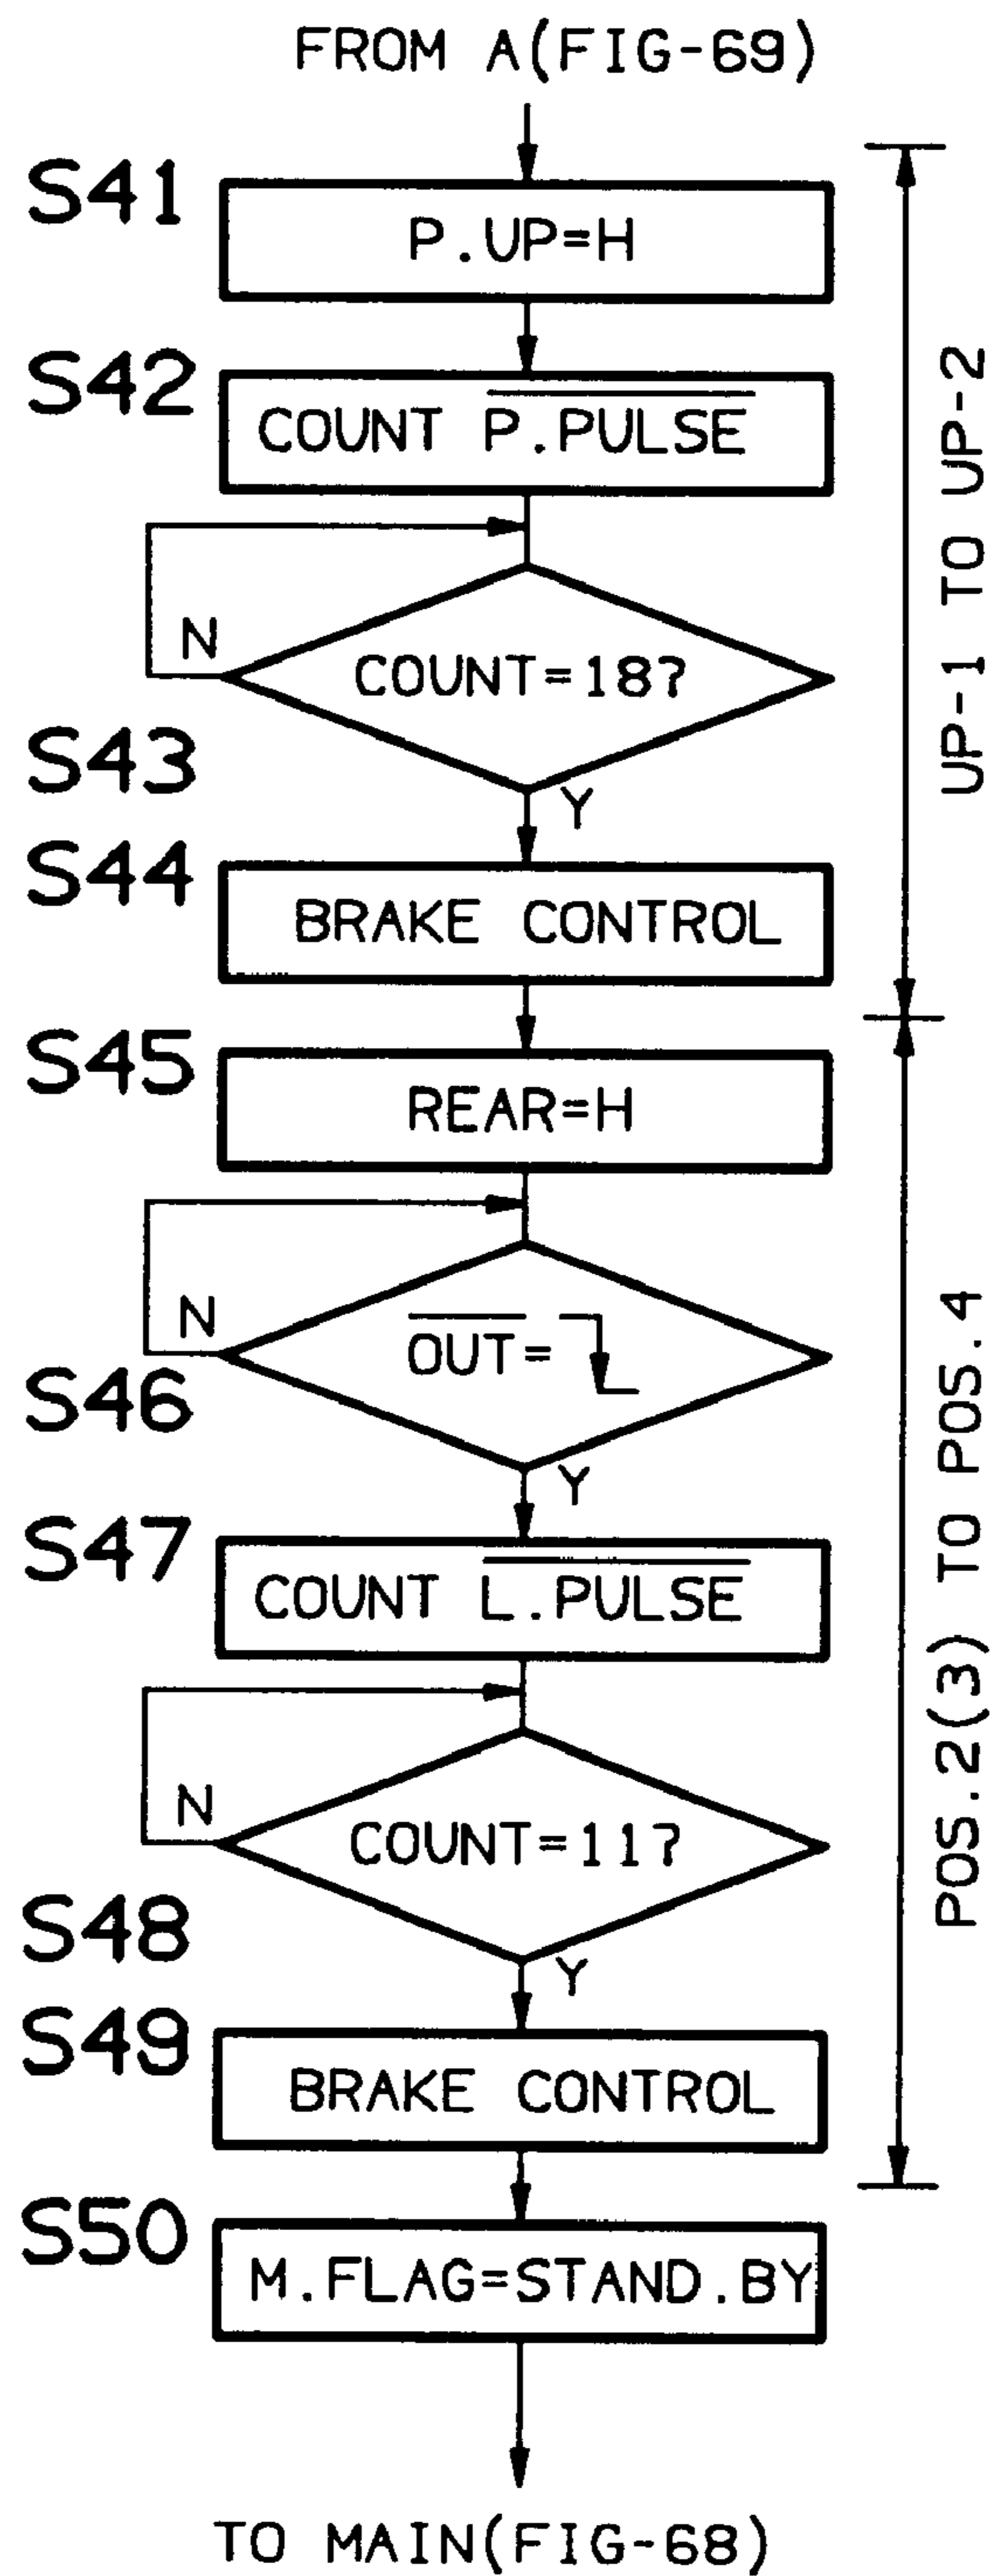 FROM A(FIG-69)
S41
P.UP=H
S42
COUNT P.PULSE
N
COUNT=18?
S43
Y
S44
BRAKE CONTROL
UP-1 TO UP-2
S45
REAR=H
N
OUT=
S46
Y
S47
COUNT L.PULSE
N
COUNT=11?
S48
Y
S49
BRAKE CONTROL
POS.2(3) TO POS.4
S50
M.FLAG=STAND.BY
TO MAIN(FIG-68)